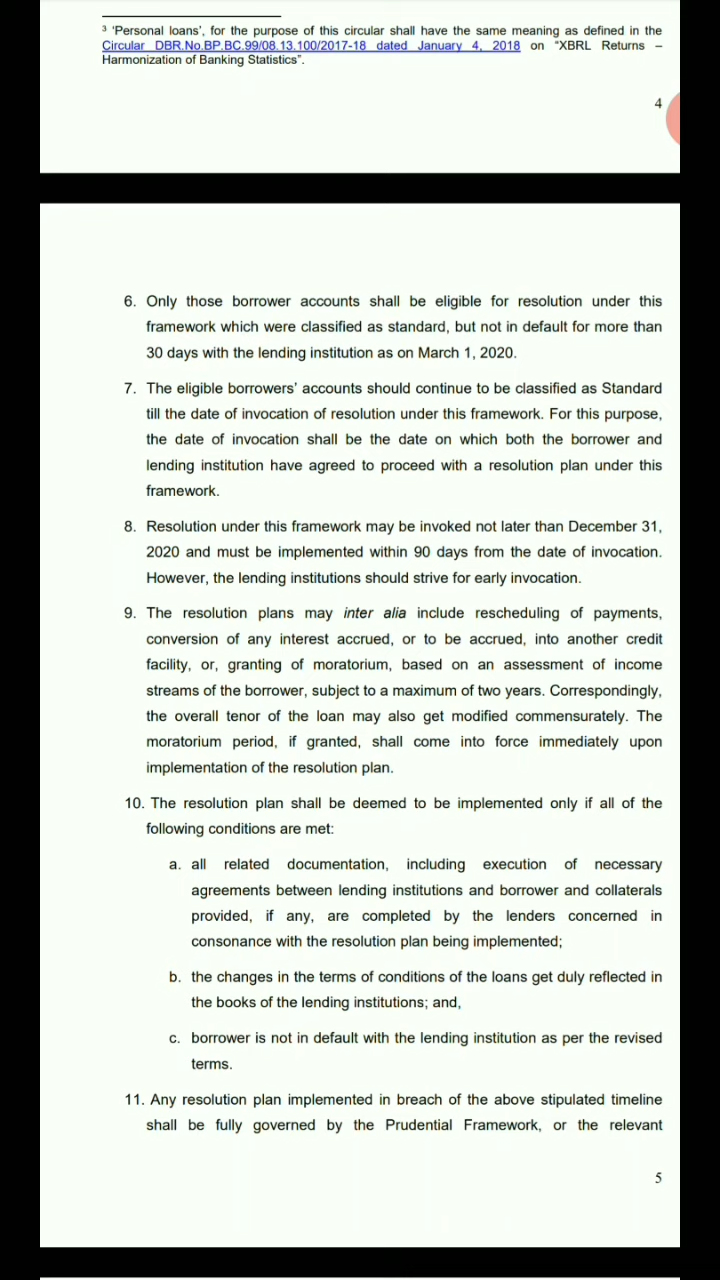 ³ 'Personal loans', for the purpose of this circular shall have the same meaning as defined in the
Circular DBR.No.BP.BC.99/08.13.100/2017-18 dated January 4, 2018 on "XBRL Returns –
Harmonization of Banking Statistics".
4
6. Only those borrower accounts shall be eligible for resolution under this
framework which were classified as standard, but not in default for more than
30 days with the lending institution as on March 1, 2020.
7. The eligible borrowers' accounts should continue to be classified as Standard
till the date of invocation of resolution under this framework. For this purpose,
the date of invocation shall be the date on which both the borrower and
lending institution have agreed to proceed with a resolution plan under this
framework.
8. Resolution under this framework may be invoked not later than December 31,
2020 and must be implemented within 90 days from the date of invocation.
However, the lending institutions should strive for early invocation.
9. The resolution plans may inter alia include rescheduling of payments,
conversion of any interest accrued, or to be accrued, into another credit
facility, or, granting of moratorium, based on an assessment of income
streams of the borrower, subject to a maximum of two years. Correspondingly,
the overall tenor of the loan may also get modified commensurately. The
moratorium period, if granted, shall come into force immediately upon
implementation of the resolution plan.
10. The resolution plan shall be deemed to be implemented only if all of the
following conditions are met:
a. all related documentation, including execution of necessary
agreements between lending institutions and borrower and collaterals
provided, if any, are completed by the lenders concerned in
consonance with the resolution plan being implemented;
b. the changes in the terms of conditions of the loans get duly reflected in
the books of the lending institutions; and,
c. borrower is not in default with the lending institution as per the revised
terms.
11. Any resolution plan implemented in breach of the above stipulated timeline
shall be fully governed by the Prudential Framework, or the relevant
5